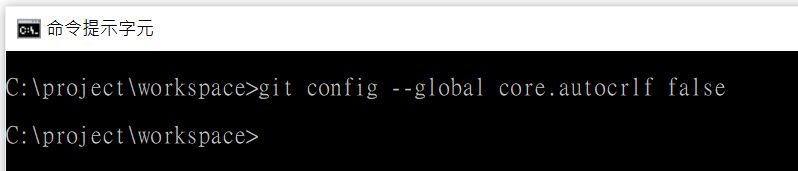 命令提示字元
C:\project\workspace>git config --global core.autocrlf false
C:\project\workspace>